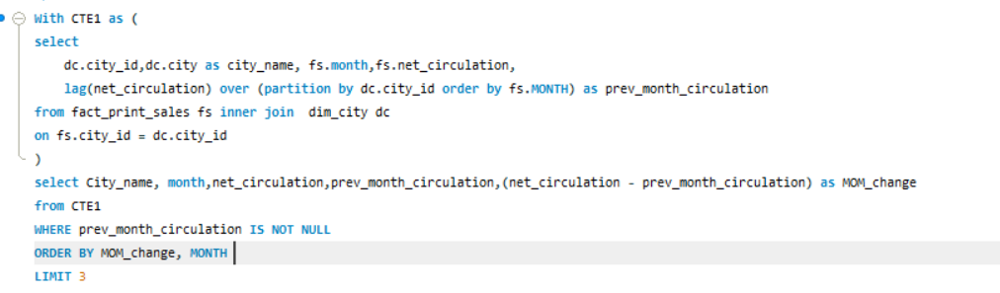 With CTE1 as (
select
dc.city_id,dc.city as city_name, fs.month,fs.net_circulation,
lag(net_circulation) over (partition by dc.city_id order by fs.MONTH) as prev_month_circulation
from fact_print_sales fs inner join  dim_city dc
on fs.city_id = dc.city_id
)
select City_name, month,net_circulation,prev_month_circulation,(net_circulation - prev_month_circulation) as MOM_change
from CTE1
WHERE prev_month_circulation IS NOT NULL
ORDER BY MOM_change, MONTH
LIMIT 3